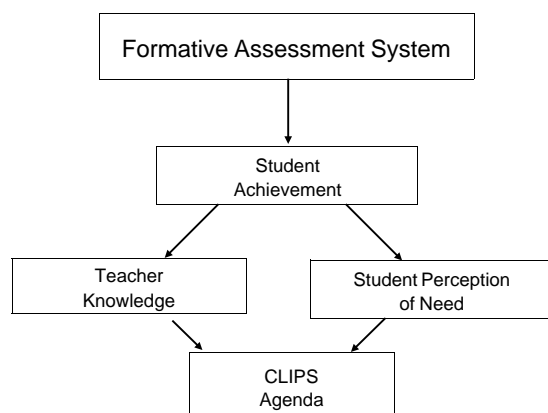 Formative Assessment System
Student
Achievement
Teacher
Knowledge
Student Perception
of Need
CLIPS
Agenda